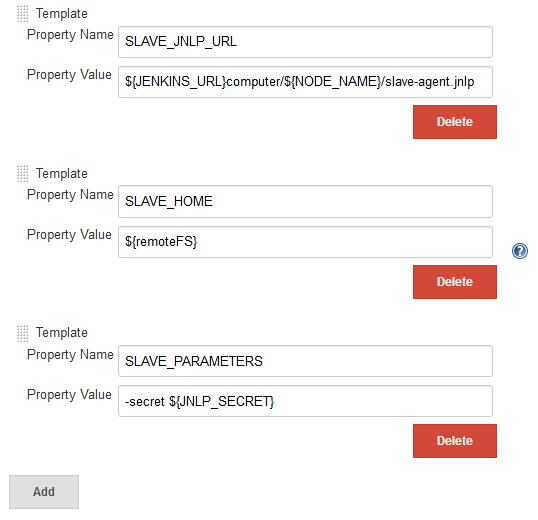 Template
Property Name SLAVE_JNLP_URL
Property Value ${JENKINS_URL}computer/${NODE_NAME}/slave-agent.jnlp
Delete
Template
Property Name SLAVE_HOME
Property Value ${remoteFS}
?
Delete
Template
Property Name SLAVE_PARAMETERS
Property Value -secret ${JNLP_SECRET}
Delete
Add